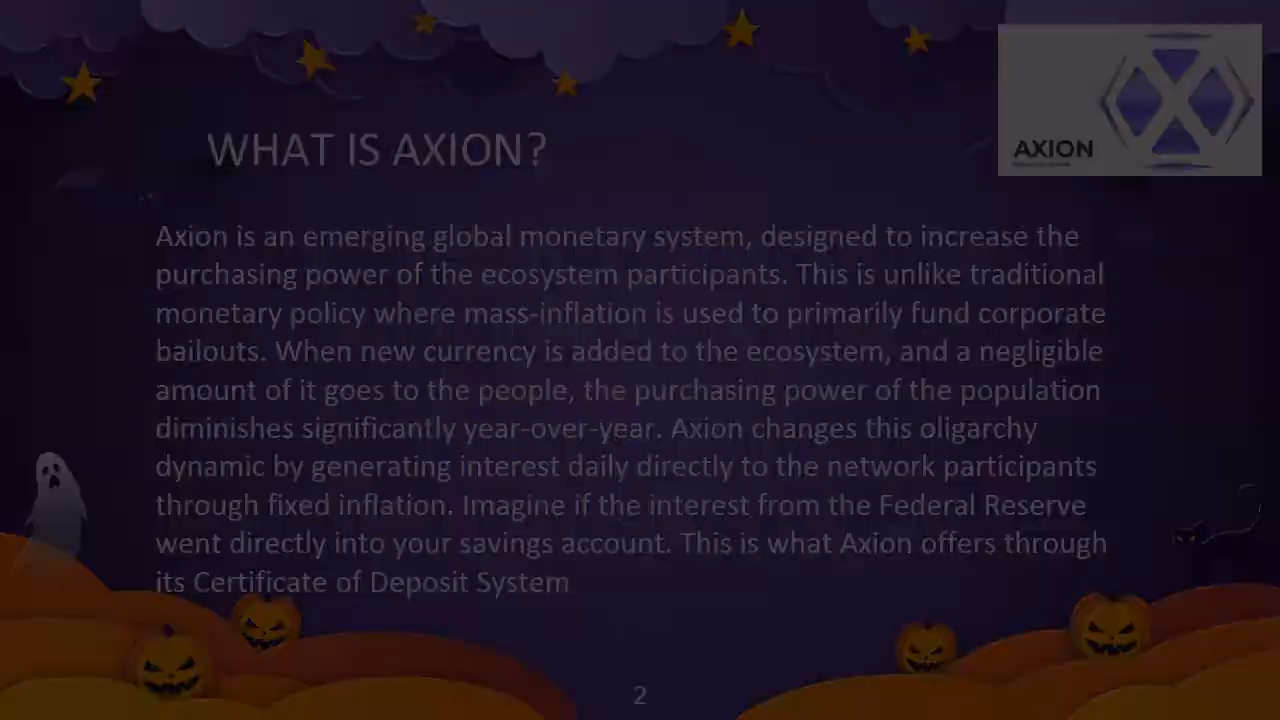 AXION
WHAT IS AXION?
Axion is an emerging global monetary system, designed to increase the
purchasing power of the ecosystem participants. This is unlike traditional
monetary policy where mass-inflation is used to primarily fund corporate
bailouts. When new currency is added to the ecosystem, and a negligible
amount of it goes to the people, the purchasing power of the population
diminishes significantly year-over-year. Axion changes this oligarchy
dynamic by generating interest daily directly to the network participants
through fixed inflation. Imagine if the interest from the Federal Reserve
went directly into your savings account. This is what Axion offers through
its Certificate of Deposit System
2